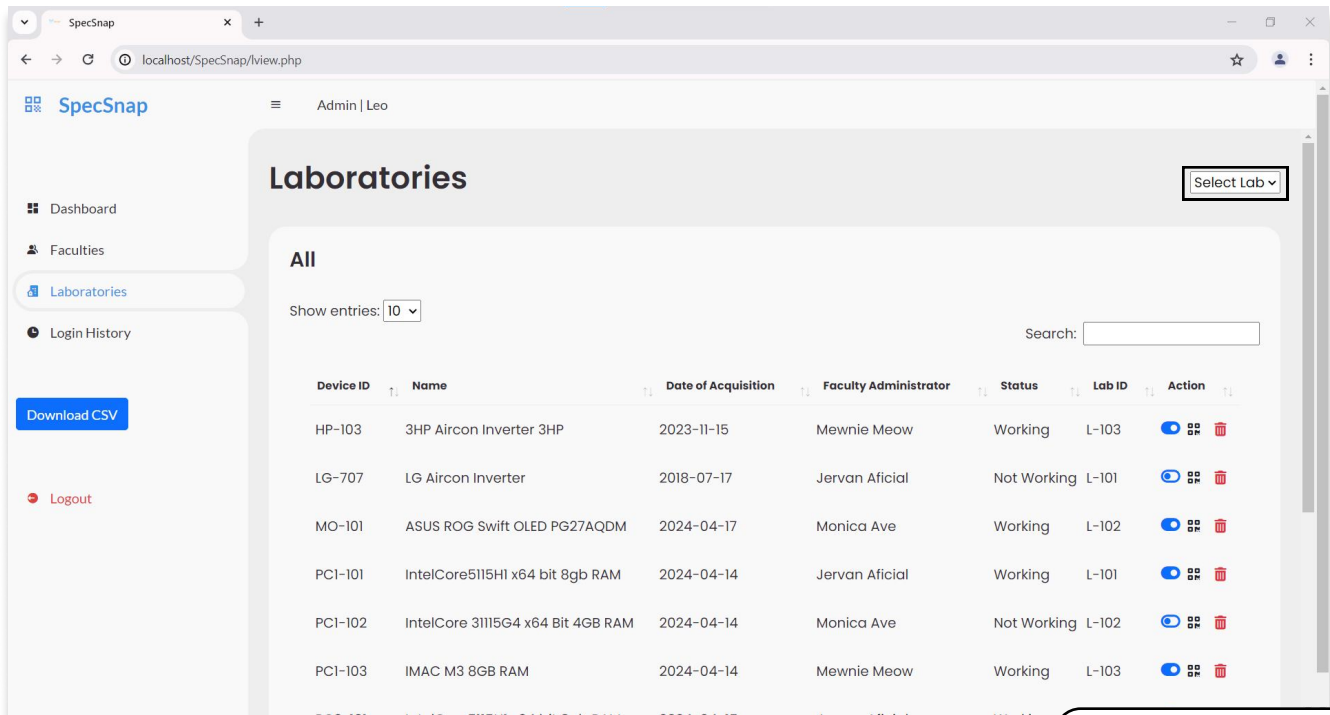 SpecSnap
localhost/SpecSnap/lview.php
SpecSnap
Admin | Leo
Laboratories
Select Lab
Dashboard
Faculties
Laboratories
Login History
Download CSV
Logout
All
Show entries: 10
Search:
Device ID Name Date of Acquisition Faculty Administrator Status Lab ID Action
HP-103 3HP Aircon Inverter 3HP 2023-11-15 Mewnie Meow Working L-103
LG-707 LG Aircon Inverter 2018-07-17 Jervan Aficial Not Working L-101
MO-101 ASUS ROG Swift OLED PG27AQDM 2024-04-17 Monica Ave Working L-102
PC1-101 IntelCore5115H1 x64 bit 8gb RAM 2024-04-14 Jervan Aficial Working L-101
PC1-102 IntelCore 31115G4 x64 Bit 4GB RAM 2024-04-14 Monica Ave Not Working L-102
PC1-103 IMAC M3 8GB RAM 2024-04-14 Mewnie Meow Working L-103